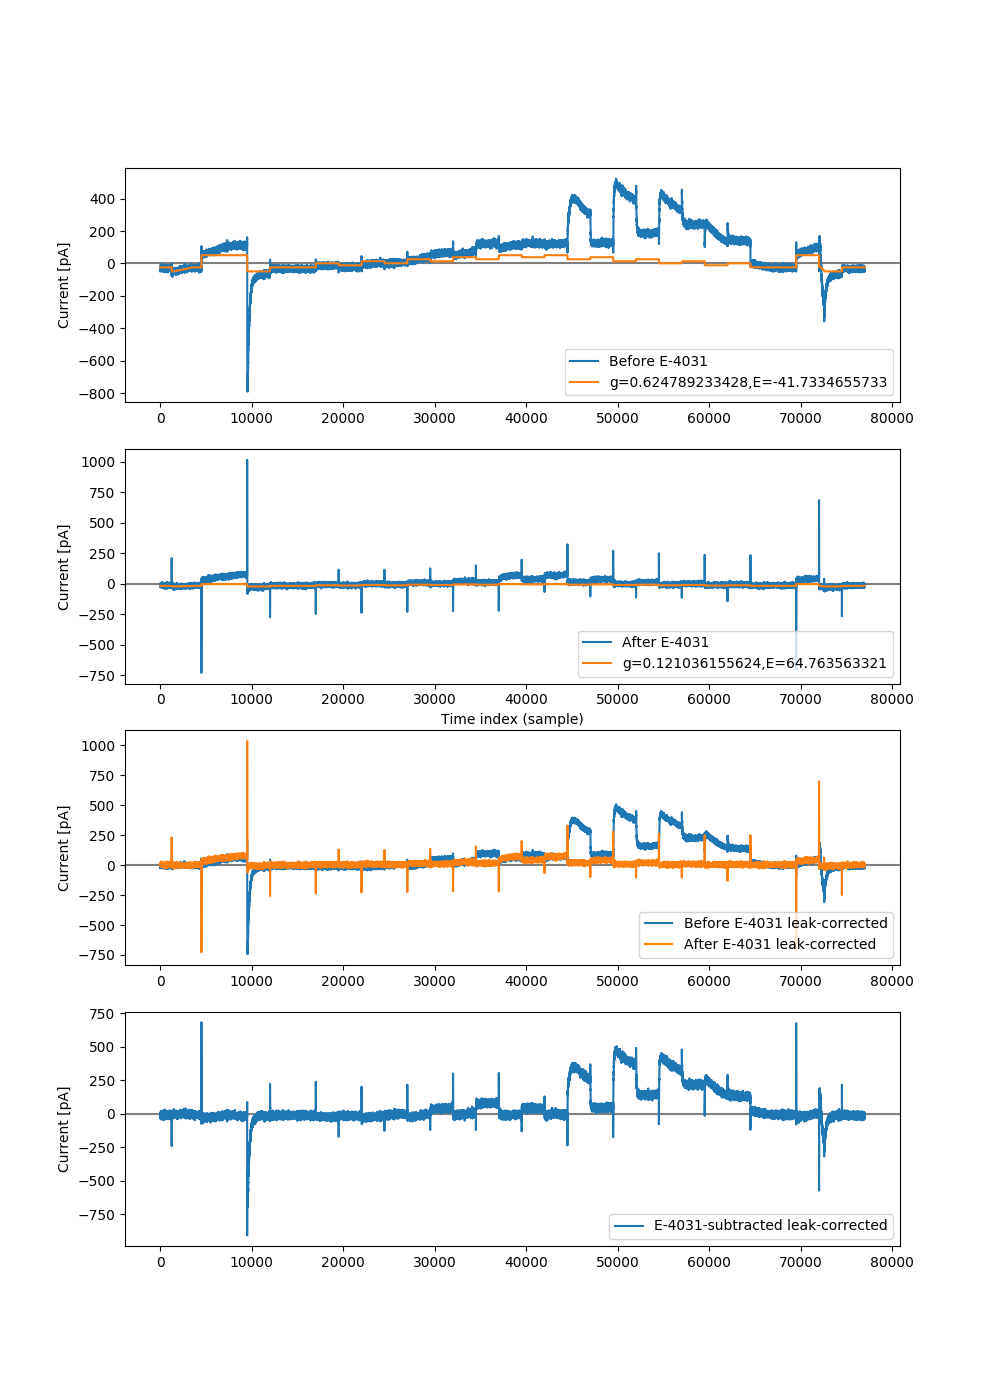 400
200
0
−200
−400
−600
−800
Current [pA]
Before E-4031
g=0.624789233428,E=-41.7334655733
0 10000 20000 30000 40000 50000 60000 70000 80000
1000
750
500
250
0
−250
−500
−750
Current [pA]
After E-4031
g=0.121036155624,E=64.763563321
0 10000 20000 30000 40000 50000 60000 70000 80000
Time index (sample)
1000
750
500
250
0
−250
−500
−750
Current [pA]
Before E-4031 leak-corrected
After E-4031 leak-corrected
0 10000 20000 30000 40000 50000 60000 70000 80000
750
500
250
0
−250
−500
−750
Current [pA]
E-4031-subtracted leak-corrected
0 10000 20000 30000 40000 50000 60000 70000 80000